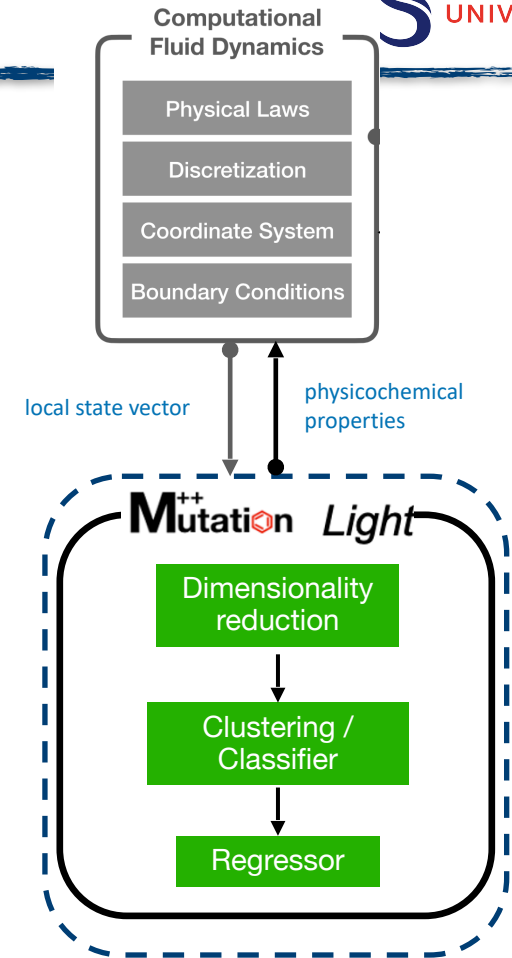 UNIV
Computational
Fluid Dynamics
Physical Laws
Discretization
Coordinate System
Boundary Conditions
local state vector
physicochemical
properties
Mutation++ Light
Dimensionality
reduction
Clustering /
Classifier
Regressor